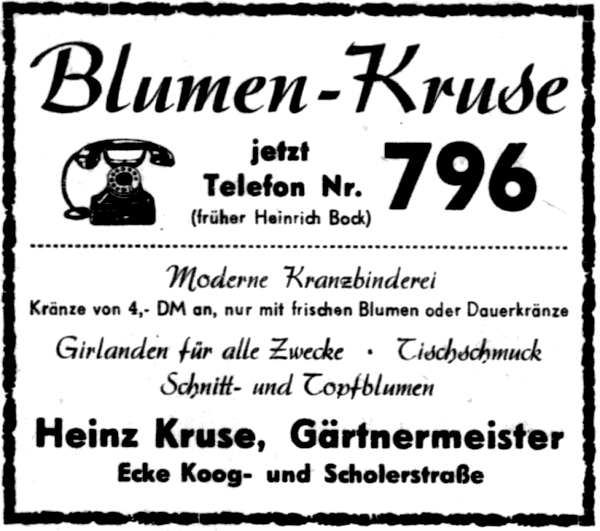 Blumen-Kruse
jetzt
Telefon Nr. 796
(früher Heinrich Bock)
Moderne Kranzbinderei
Kränze von 4,- DM an, nur mit frischen Blumen oder Dauerkränze
Girlanden für alle Zwecke · Tischschmuck
Schnitt- und Topfblumen
Heinz Kruse, Gärtnermeister
Ecke Koog- und Scholerstraße